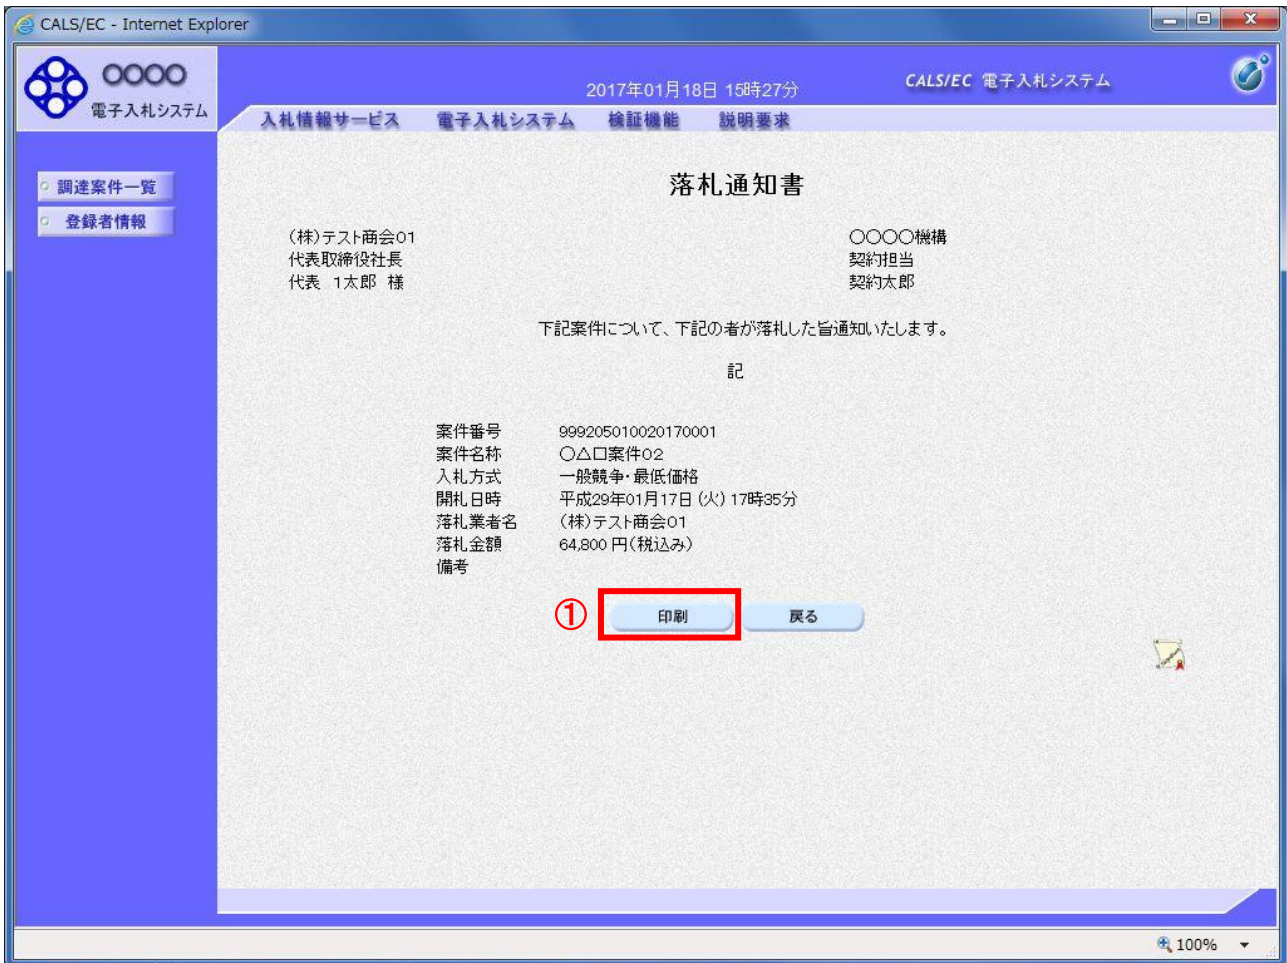 CALS/EC - Internet Explorer
OOOO
電子入札システム
2017年01月18日 15時27分
CALS/EC 電子入札システム
入札情報サービス 電子入札システム 検証機能 説明要求
調達案件一覧
登録者情報
落札通知書
(株)テスト商会01
代表取締役社長
代表 1太郎 様
〇〇〇〇機構
契約担当
契約太郎
下記案件について、下記の者が落札した旨通知いたします。
記
案件番号 999205010020170001
案件名称 〇△口案件02
入札方式 一般競争・最低価格
開札日時 平成29年01月17日 (火) 17時35分
落札業者名 (株)テスト商会01
落札金額 64,800 円(税込み)
備考
① 印刷 戻る
100%